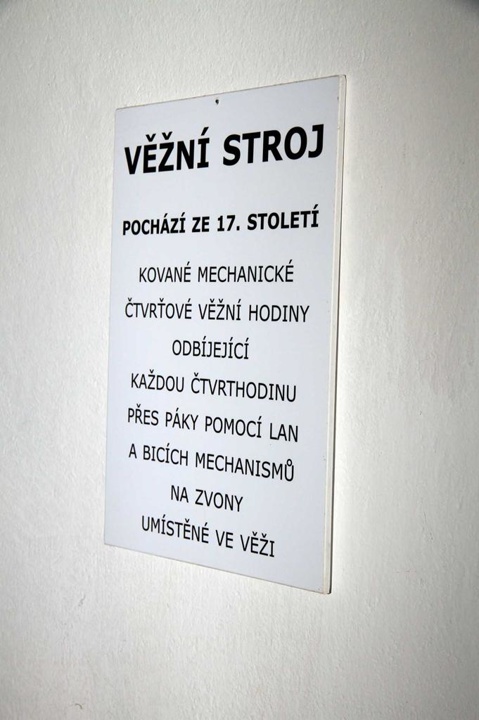 VĚŽNÍ STROJ
POCHÁZÍ ZE 17. STOLETÍ
KOVANÉ MECHANICKÉ
ČTVRŤOVÉ VĚŽNÍ HODINY
ODBÍJEJÍCÍ
KAŽDOU ČTVRTHODINU
PŘES PÁKY POMOCÍ LAN
A BICÍCH MECHANISMŮ
NA ZVONY
UMÍSTĚNÉ VE VĚŽI